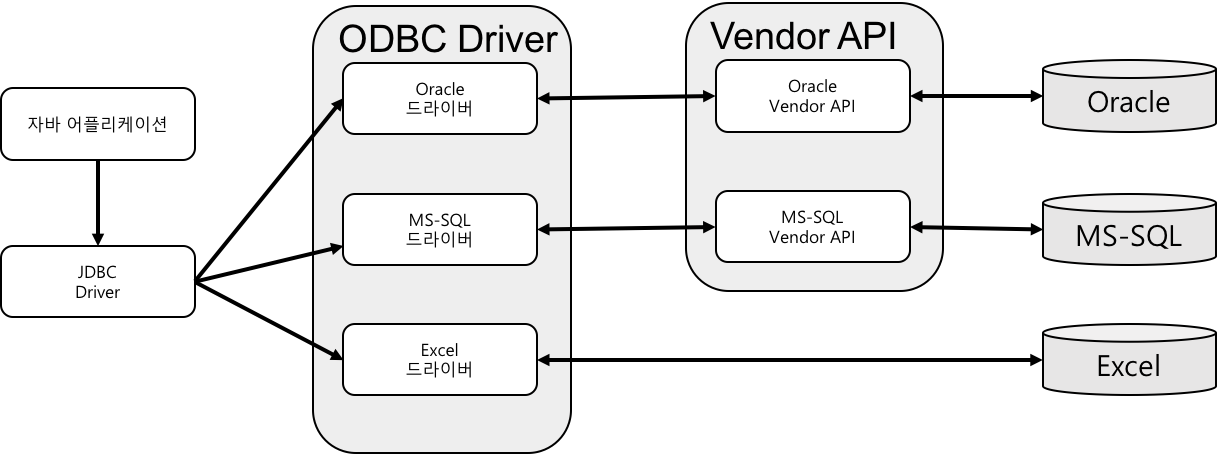 ODBC Driver
Vendor API
자바 어플리케이션
JDBC
Driver
Oracle
드라이버
Oracle
Vendor API
Oracle
MS-SQL
드라이버
MS-SQL
Vendor API
MS-SQL
Excel
드라이버
Excel